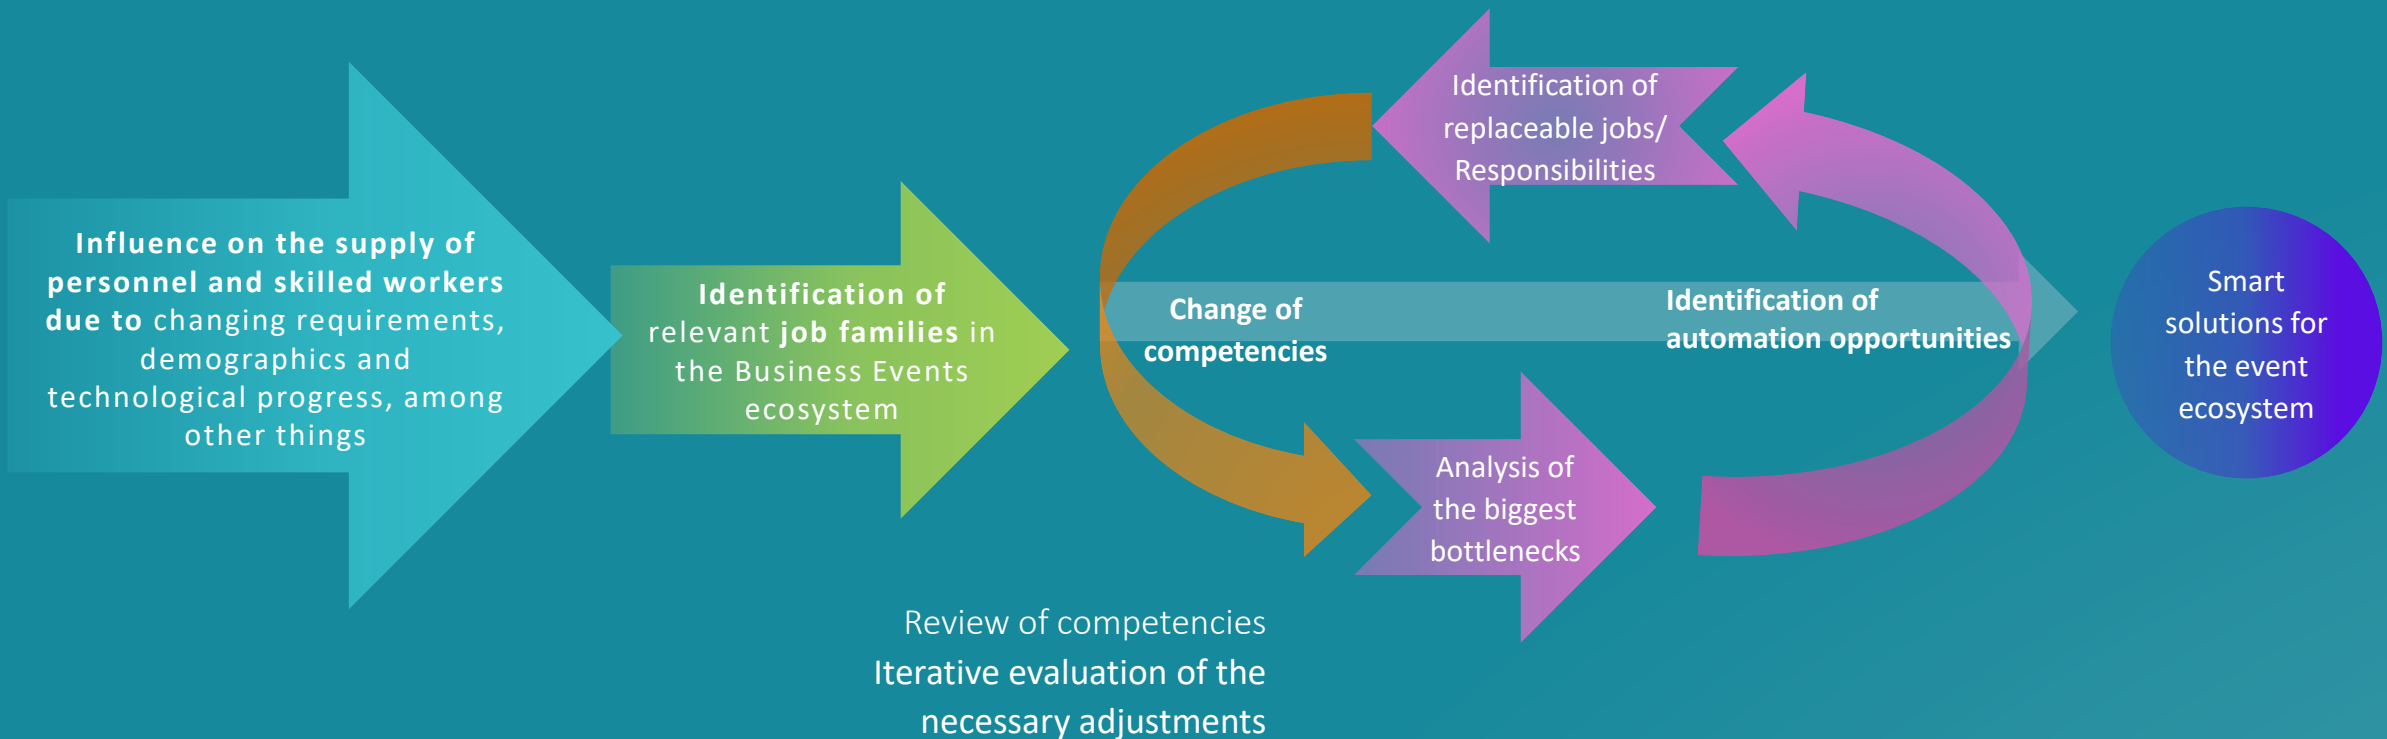 Influence on the supply of
personnel and skilled workers
due to changing requirements,
demographics and
technological progress, among
other things
Identification of
relevant job families in
the Business Events
ecosystem
Change of
competencies
Identification of
replaceable jobs/
Responsibilities
Identification of
automation opportunities
Analysis of
the biggest
bottlenecks
Smart
solutions for
the event
ecosystem
Review of competencies
Iterative evaluation of the
necessary adjustments